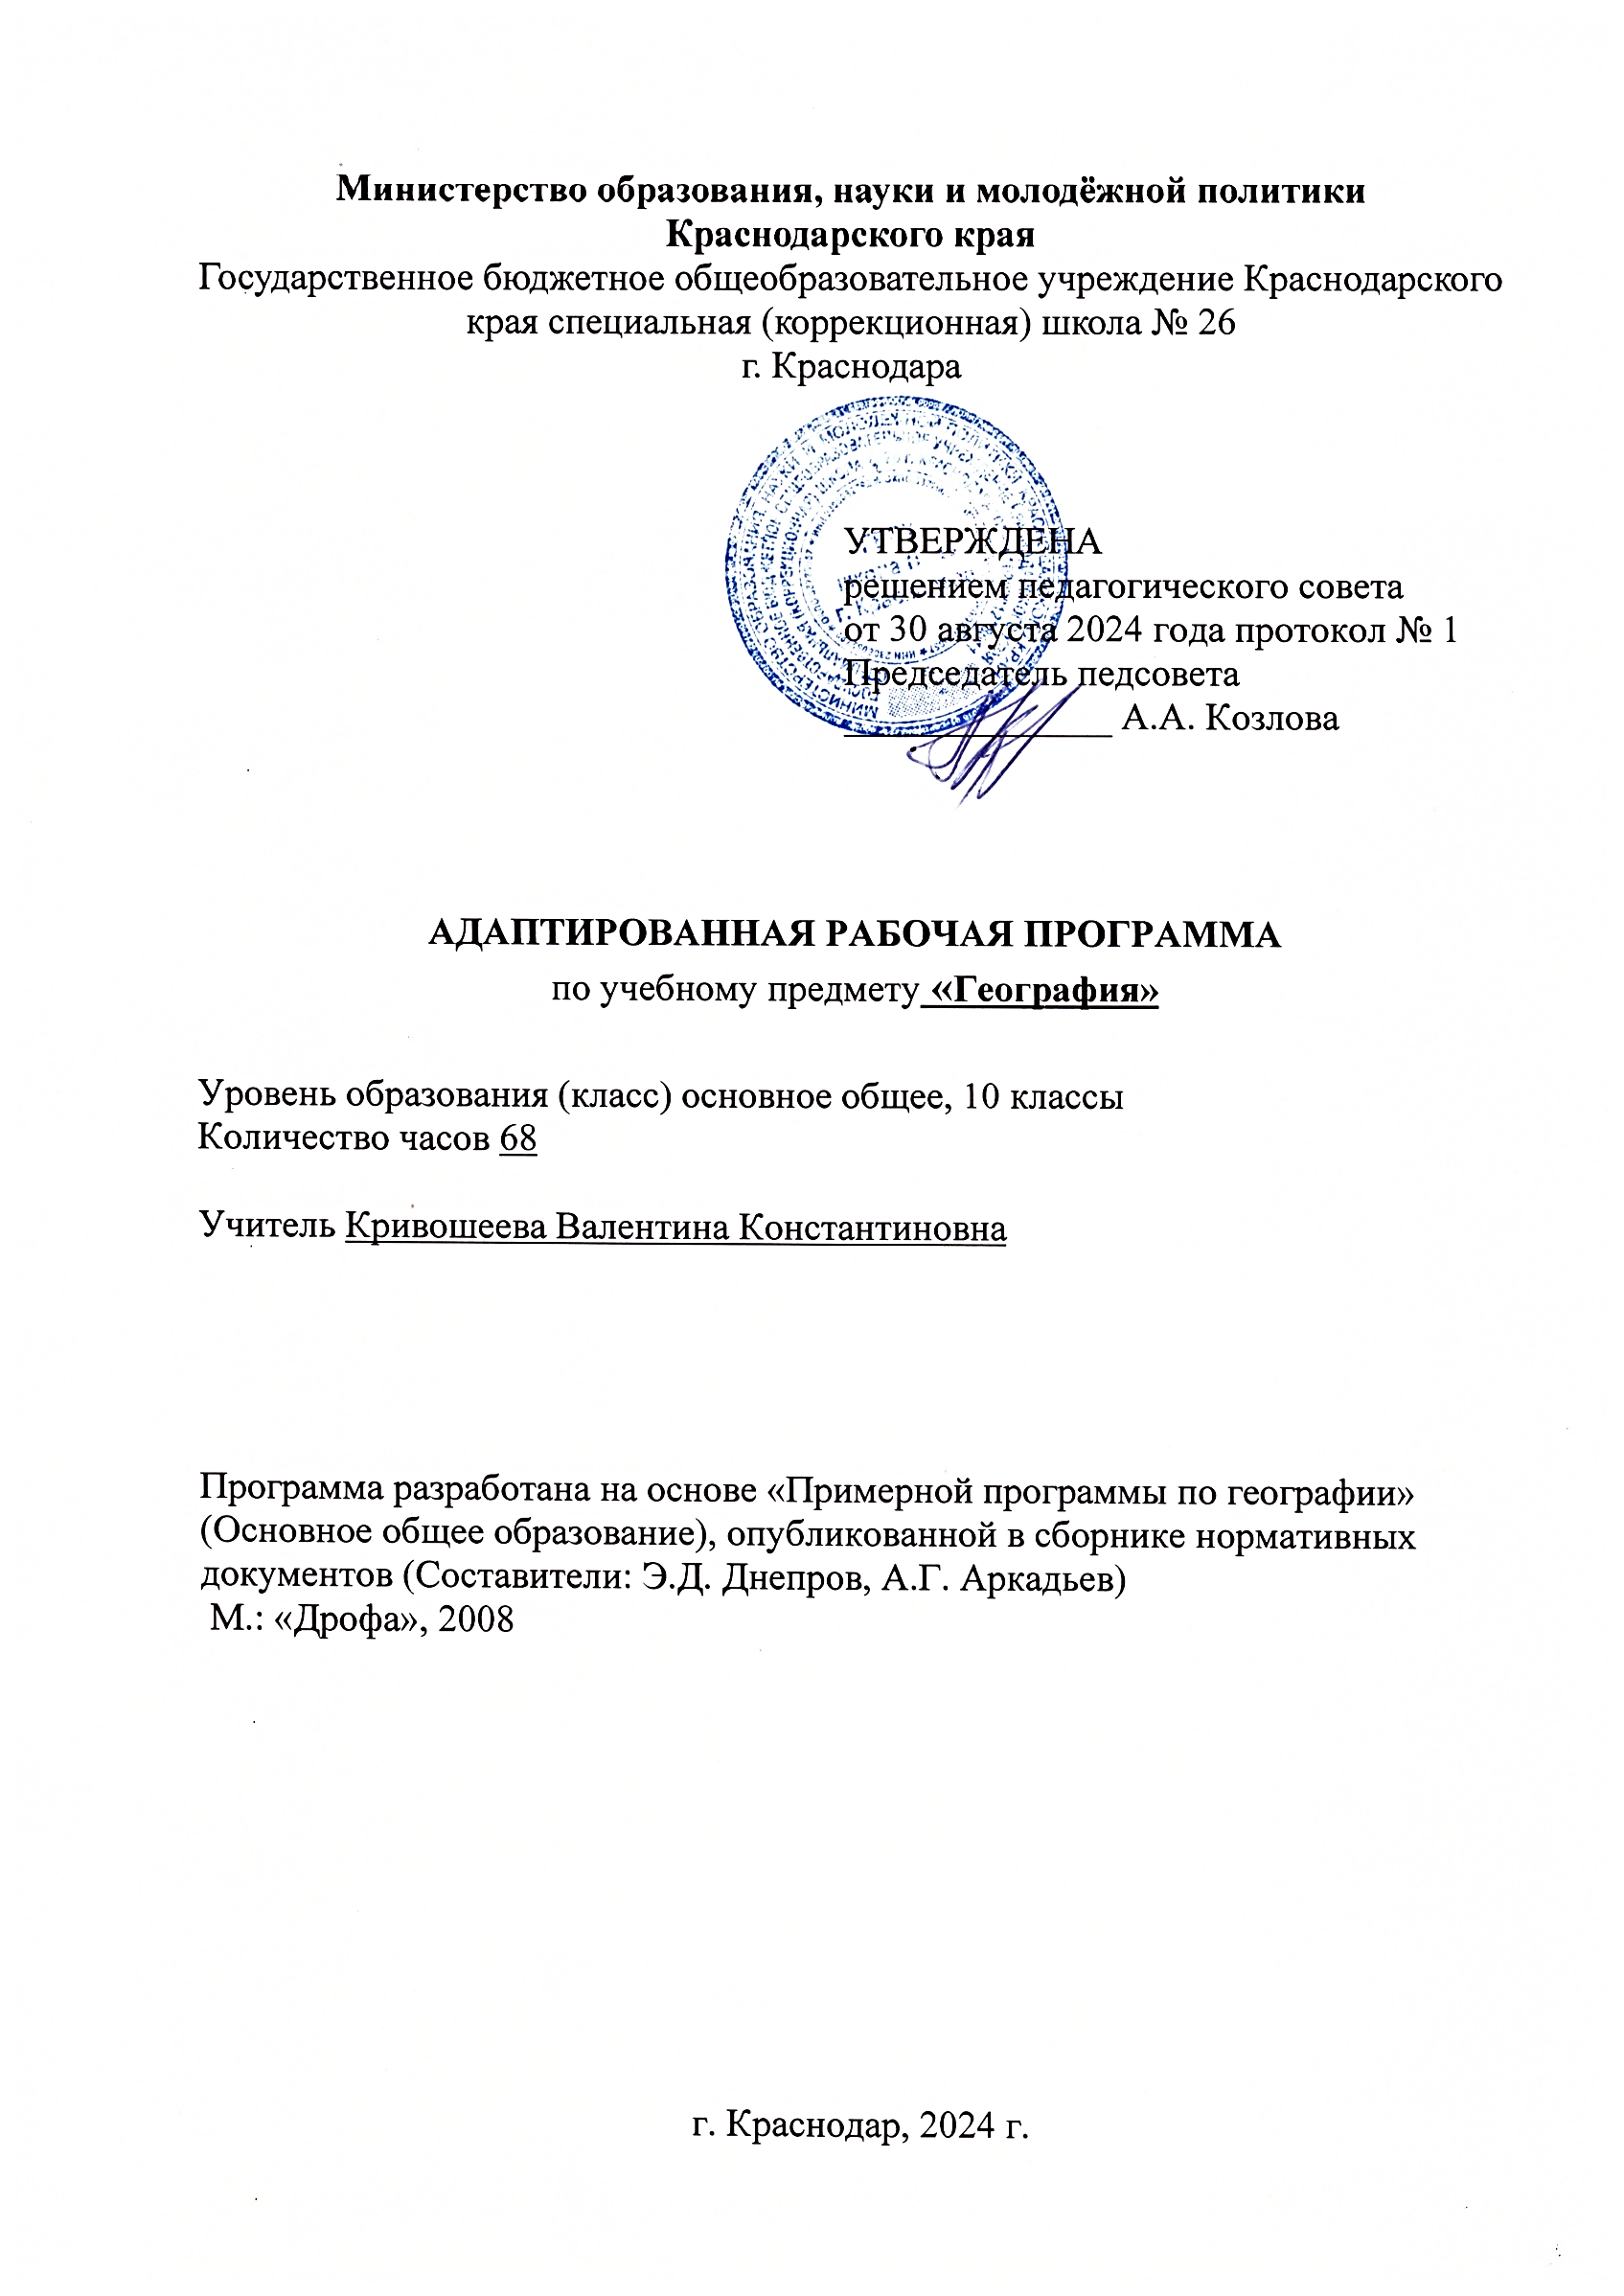 Министерство образования, науки и молодёжной политики
Краснодарского края
Государственное бюджетное общеобразовательное учреждение Краснодарского
края специальная (коррекционная) школа № 26
г. Краснодара
УТВЕРЖДЕНА
решением педагогического совета
от 30 августа 2024 года протокол № 1
Председатель педсовета
А.А. Козлова
АДАПТИРОВАННАЯ РАБОЧАЯ ПРОГРАММА
по учебному предмету «География»
Уровень образования (класс) основное общее, 10 классы
Количество часов 68
Учитель Кривошеева Валентина Константиновна
Программа разработана на основе «Примерной программы по географии»
(Основное общее образование), опубликованной в сборнике нормативных
документов (Составители: Э.Д. Днепров, А.Г. Аркадьев)
М.: «Дрофа», 2008
г. Краснодар, 2024 г.